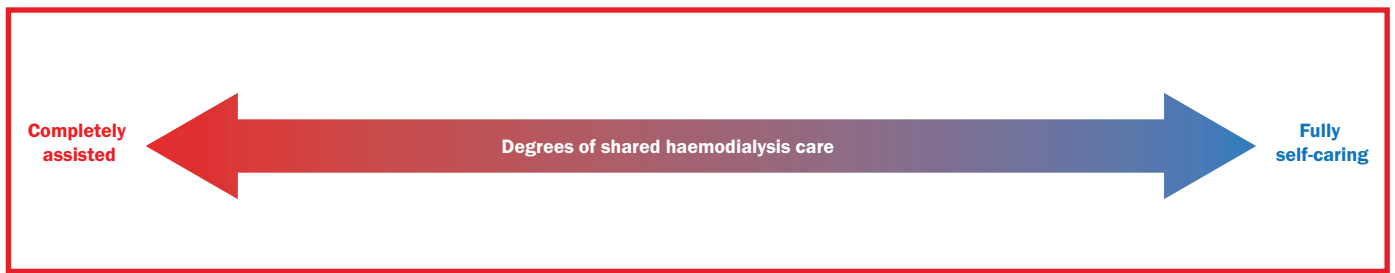 Completely
assisted
Degrees of shared haemodialysis care
Fully
self-caring